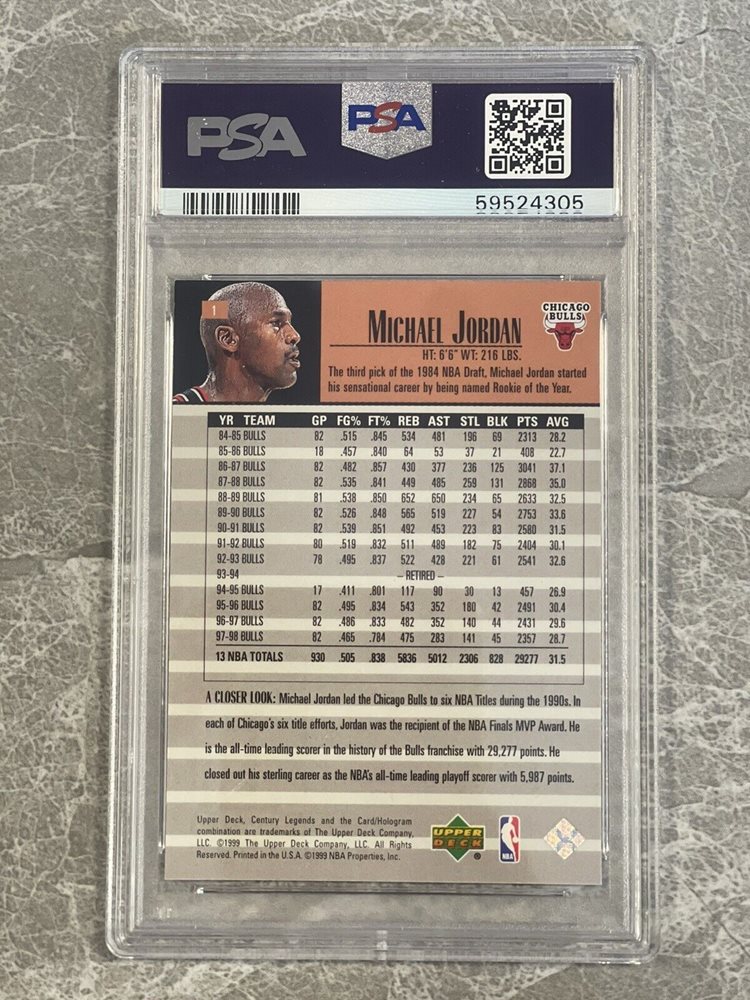 PSA
PSA
59524305
1
MICHAEL JORDAN
HT: 6'6" WT: 216 LBS.
The third pick of the 1984 NBA Draft, Michael Jordan started
his sensational career by being named Rookie of the Year.
CHICAGO
BULLS
YR TEAM GP FG% FT% REB AST STL BLK PTS AVG
84-85 BULLS 82 .515 .845 534 481 196 69 2313 28.2
85-86 BULLS 18 .457 .840 64 53 37 21 408 22.7
86-87 BULLS 82 .482 .857 430 377 236 125 3041 37.1
87-88 BULLS 82 .535 .841 449 485 259 131 2868 35.0
88-89 BULLS 81 .538 .850 652 650 234 65 2633 32.5
89-90 BULLS 82 .526 .848 565 519 227 54 2753 33.6
90-91 BULLS 82 .539 .851 492 453 223 83 2580 31.5
91-92 BULLS 80 .519 .832 511 489 182 75 2404 30.1
92-93 BULLS 78 .495 .837 522 428 221 61 2541 32.6
93-94 – RETIRED –
94-95 BULLS 17 .411 .801 117 90 30 13 457 26.9
95-96 BULLS 82 .495 .834 543 352 180 42 2491 30.4
96-97 BULLS 82 .486 .833 482 352 140 44 2431 29.6
97-98 BULLS 82 .465 .784 475 283 141 45 2357 28.7
13 NBA TOTALS 930 .505 .838 5836 5012 2306 828 29277 31.5
A CLOSER LOOK: Michael Jordan led the Chicago Bulls to six NBA Titles during the 1990s. In
each of Chicago's six title efforts, Jordan was the recipient of the NBA Finals MVP Award. He
is the all-time leading scorer in the history of the Bulls franchise with 29,277 points. He
closed out his sterling career as the NBA's all-time leading playoff scorer with 5,987 points.
Upper Deck, Century Legends and the Card/Hologram
combination are trademarks of The Upper Deck Company,
LLC. ©1999 The Upper Deck Company, LLC. All Rights
Reserved. Printed in the U.S.A. ©1999 NBA Properties, Inc.
UPPER
DECK
®
NBA